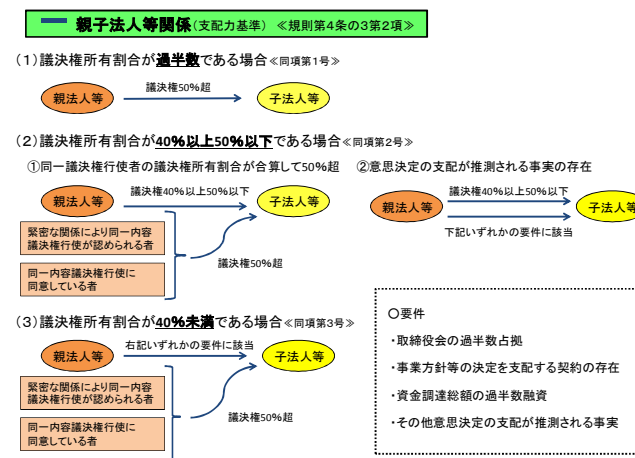 親子法人等関係(支配力基準) ≪規則第4条の3第2項≫
(1)議決権所有割合が過半数である場合≪同項第1号≫
親法人等
議決権50%超
子法人等
(2)議決権所有割合が40%以上50%以下である場合≪同項第2号≫
①同一議決権行使者の議決権所有割合が合算して50%超
②意思決定の支配が推測される事実の存在
親法人等
議決権40%以上50%以下
子法人等
緊密な関係により同一内容
議決権行使が認められる者
同一内容議決権行使に
同意している者
議決権50%超
親法人等
議決権40%以上50%以下
下記いずれかの要件に該当
子法人等
(3)議決権所有割合が40%未満である場合≪同項第3号≫
親法人等
右記いずれかの要件に該当
子法人等
緊密な関係により同一内容
議決権行使が認められる者
同一内容議決権行使に
同意している者
議決権50%超
○要件
・取締役会の過半数占拠
・事業方針等の決定を支配する契約の存在
・資金調達総額の過半数融資
・その他意思決定の支配が推測される事実